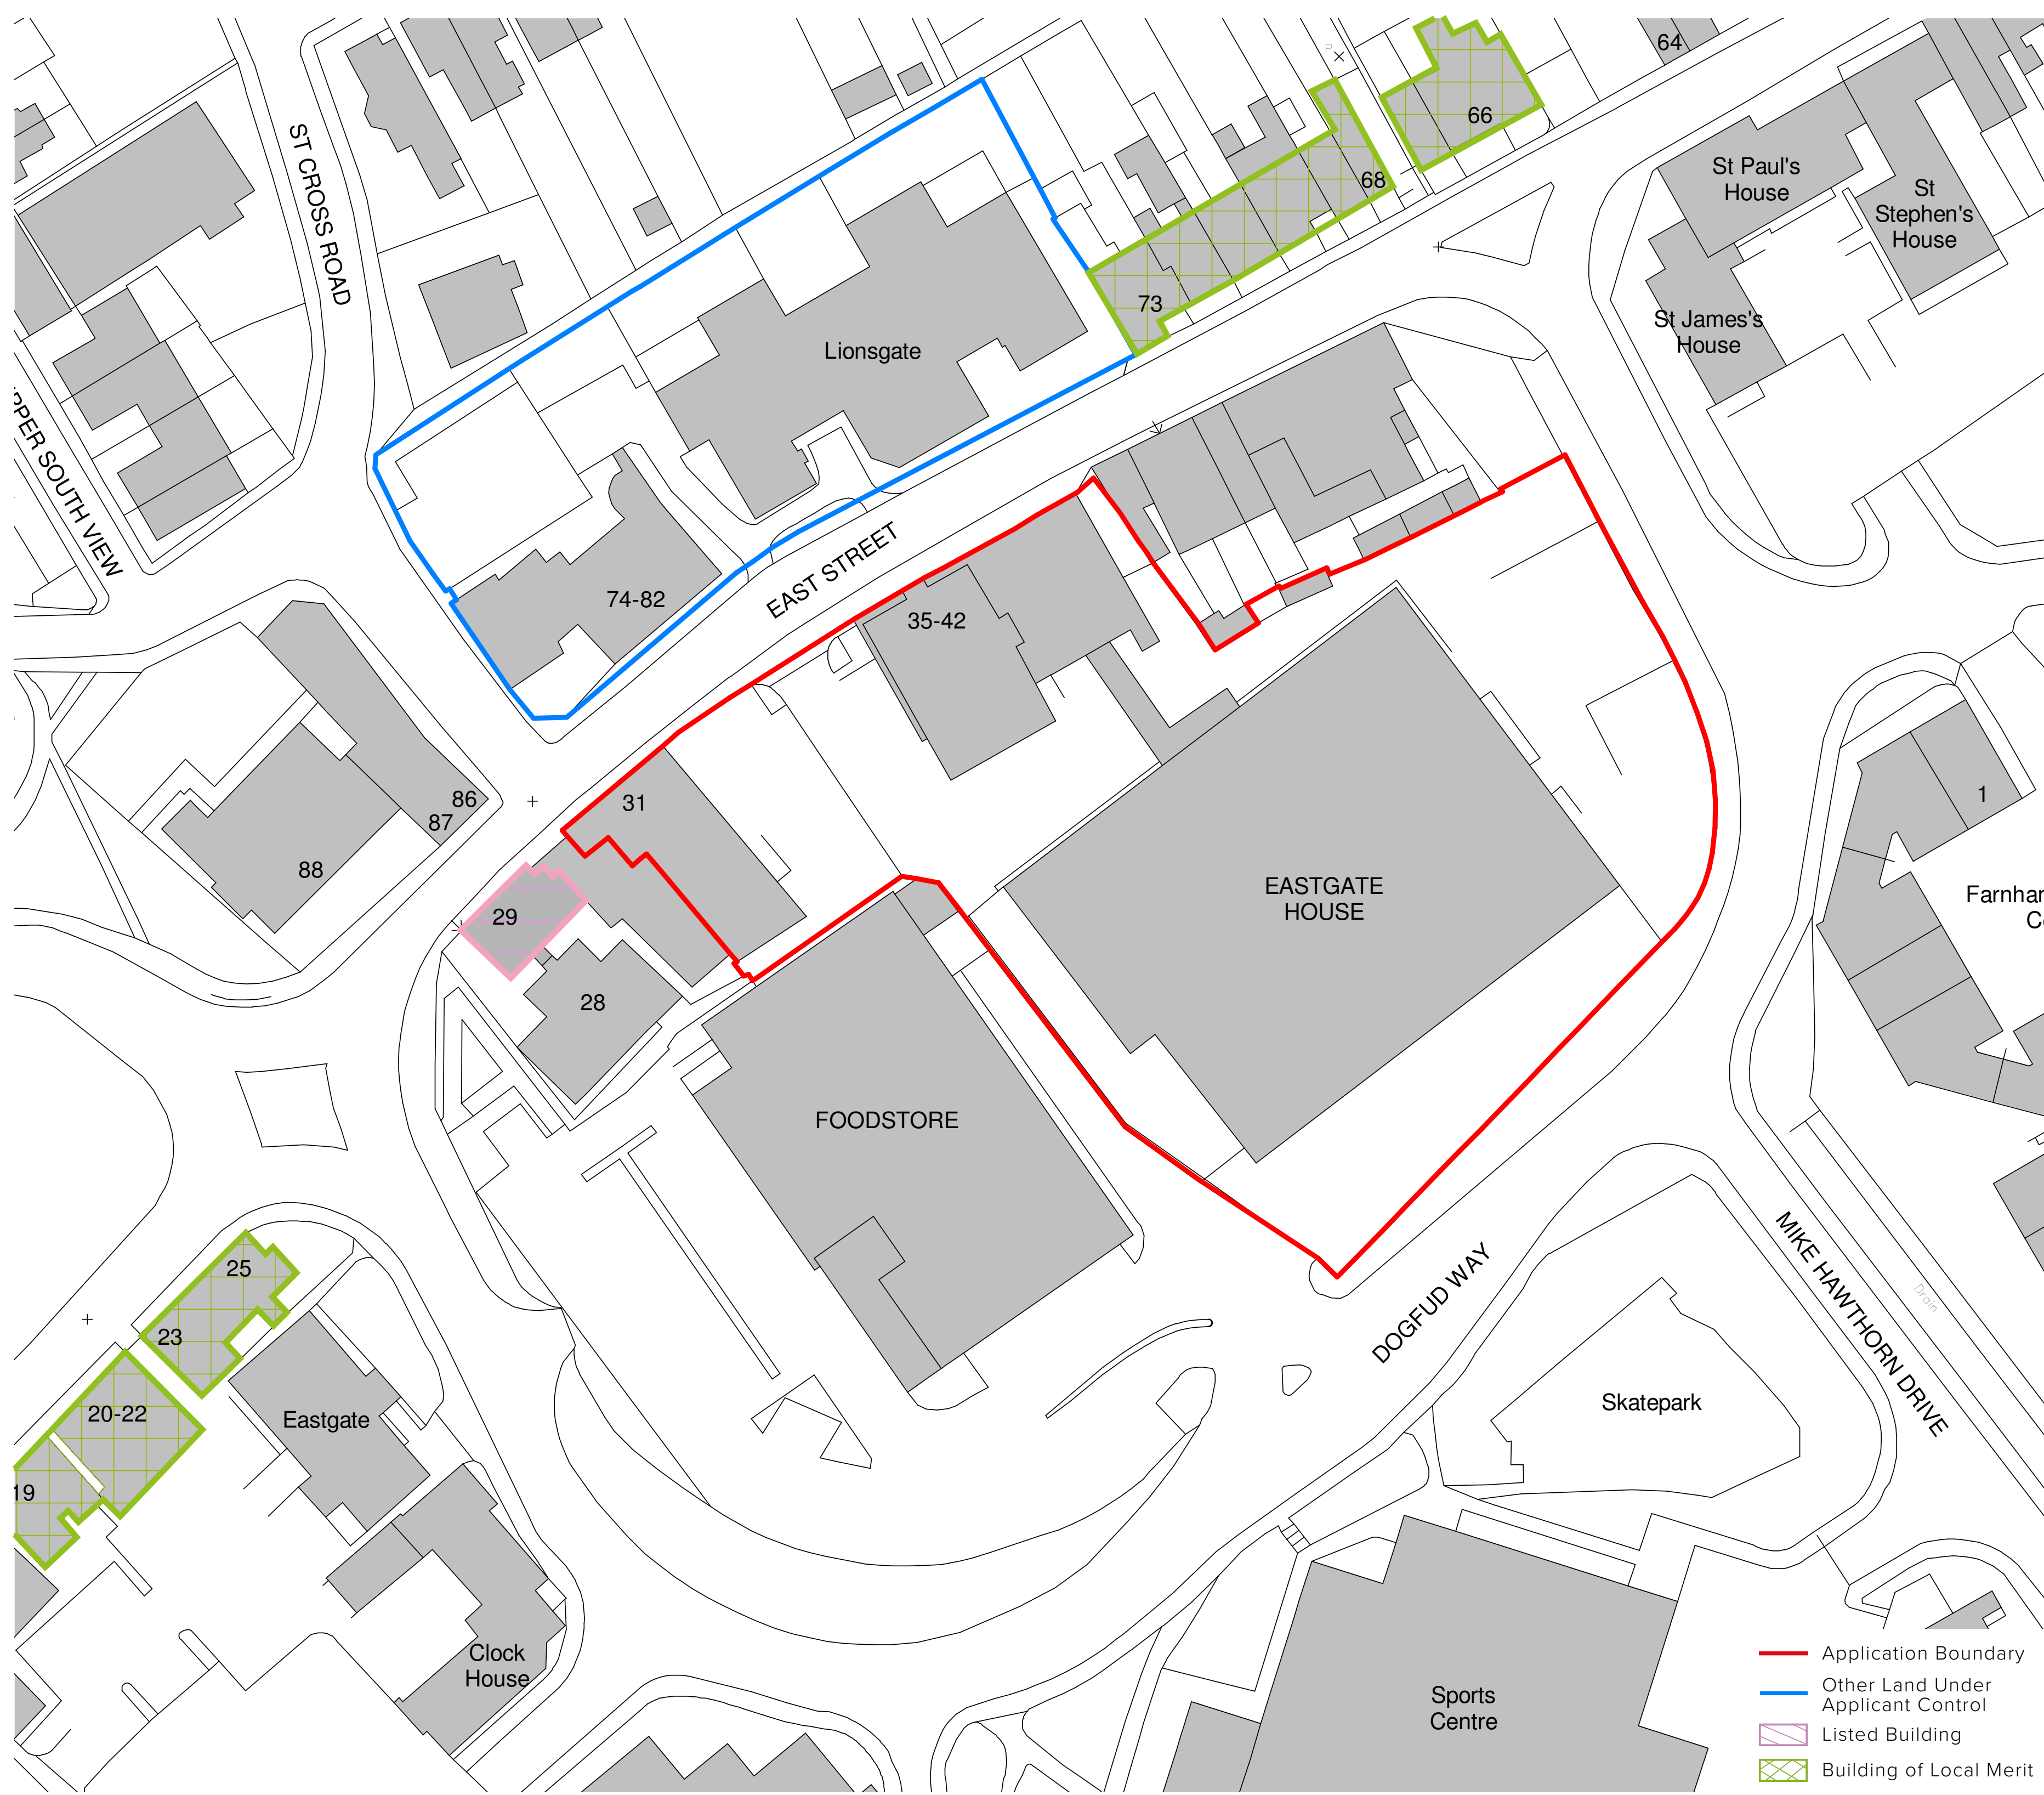 64
66
P
St Paul's
House
St
Stephen's
House
68
ST CROSS ROAD
73
St James's
House
Lionsgate
PPER SOUTH VIEW
EAST STREET
74-82
35-42
86
87
88
31
1
29
EASTGATE
HOUSE
Farnhar
C
28
FOODSTORE
25
23
DOGFUD WAY
MIKE HAWTHORN DRIVE
Drain
20-22
Eastgate
Skatepark
19
Clock
House
Sports
Centre
Application Boundary
Other Land Under
Applicant Control
Listed Building
Building of Local Merit